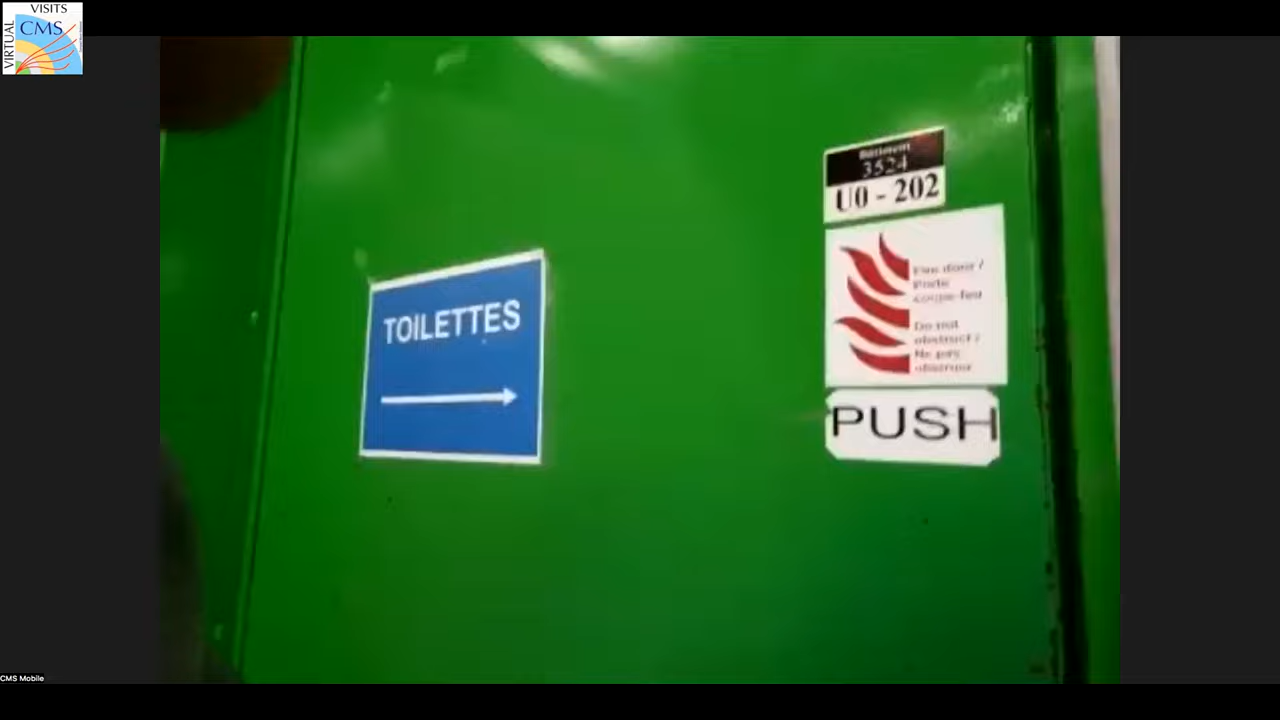 VISITS
VIRTUAL
CMS
Bâtiment
3524
U0 - 202
TOILETTES
Fire door /
Porte
coupe-feu
Do not
obstruct /
Ne pas
obstruer
PUSH
CMS Mobile